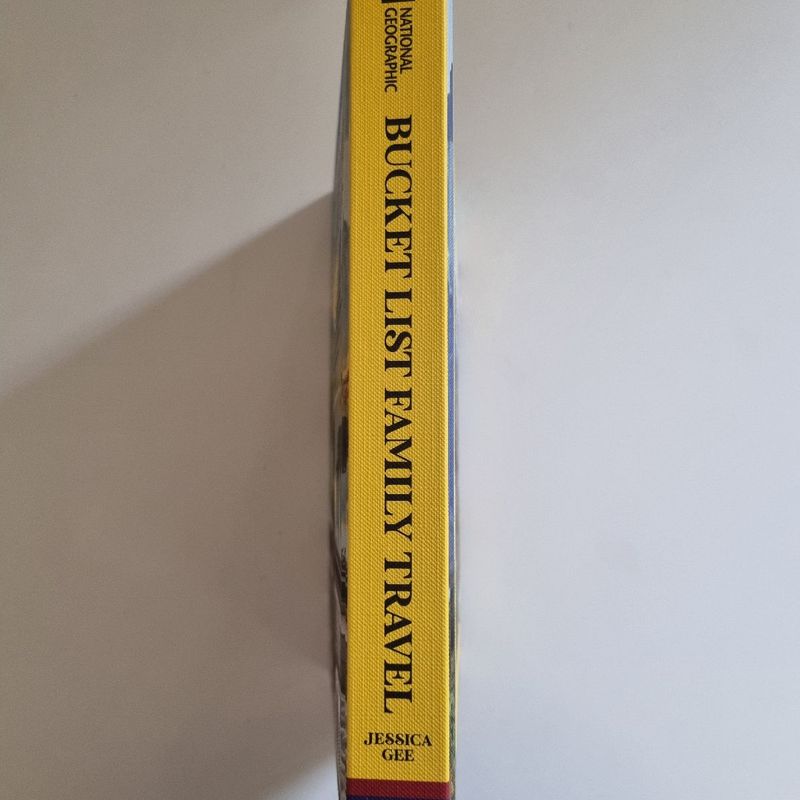 NATIONAL
GEOGRAPHIC
BUCKET LIST FAMILY TRAVEL
JESSICA
GEE